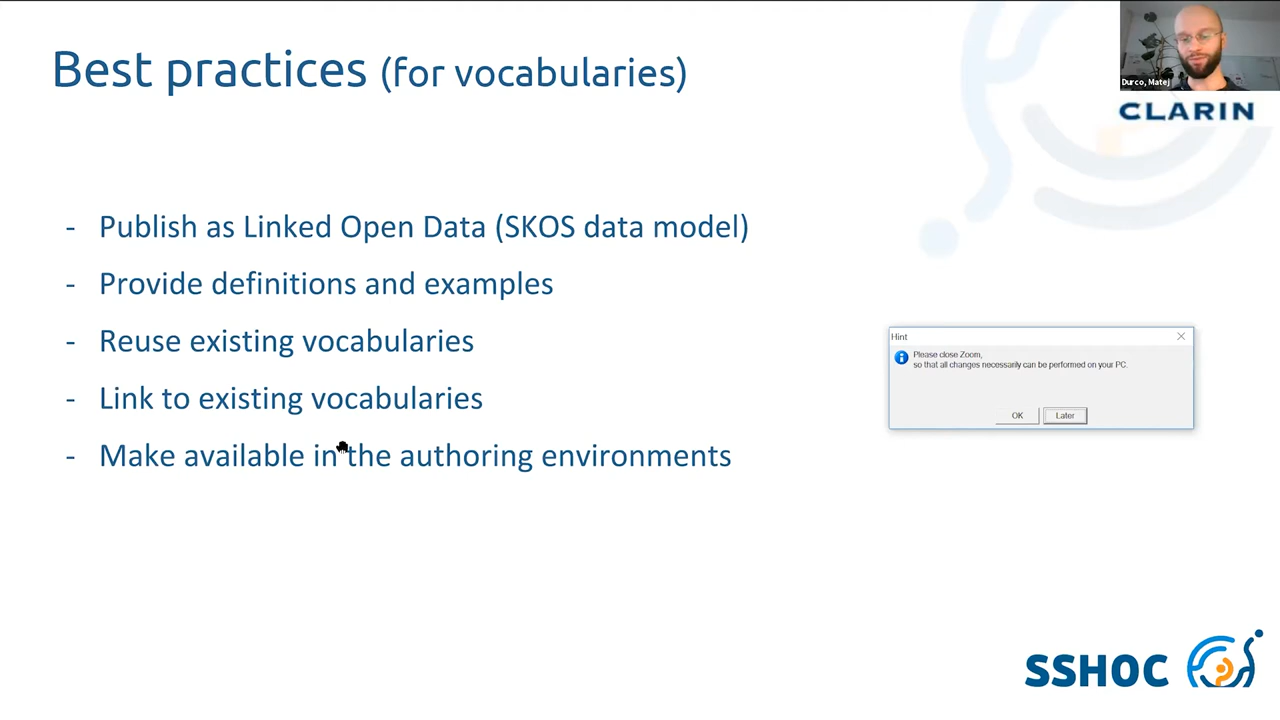 Best practices (for vocabularies)
Durco, Matej
CLARIN
- Publish as Linked Open Data (SKOS data model)
- Provide definitions and examples
- Reuse existing vocabularies
- Link to existing vocabularies
- Make available in the authoring environments
Hint
Please close Zoom,
so that all changes necessarily can be performed on your PC.
OK
Later
SSHOC